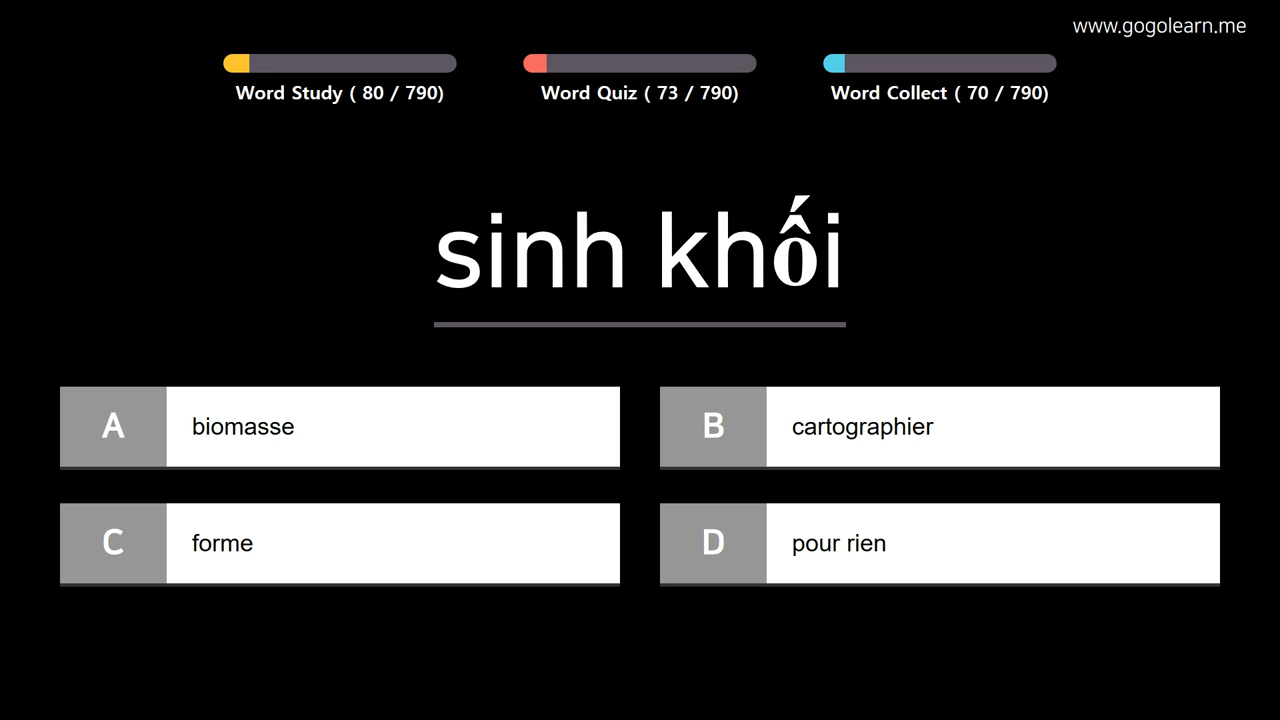 www.gogolearn.me
Word Study ( 80 / 790)
Word Quiz ( 73 / 790)
Word Collect ( 70 / 790)
sinh khối
A biomasse
B cartographier
C forme
D pour rien